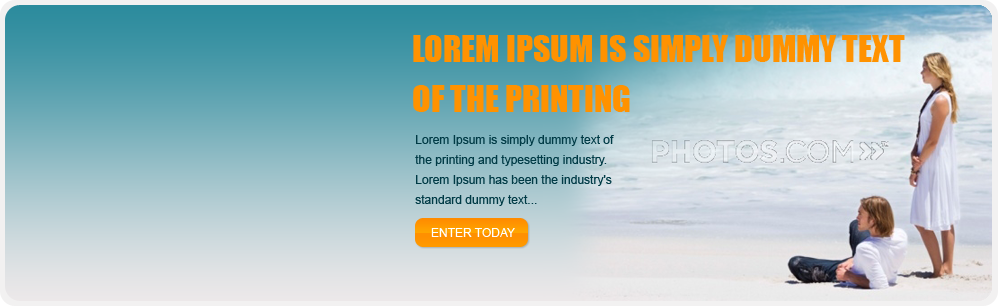 LOREM IPSUM IS SIMPLY DUMMY TEXT
OF THE PRINTING
Lorem Ipsum is simply dummy text of
the printing and typesetting industry.
Lorem Ipsum has been the industry's
standard dummy text...
PHOTOS.COM
ENTER TODAY